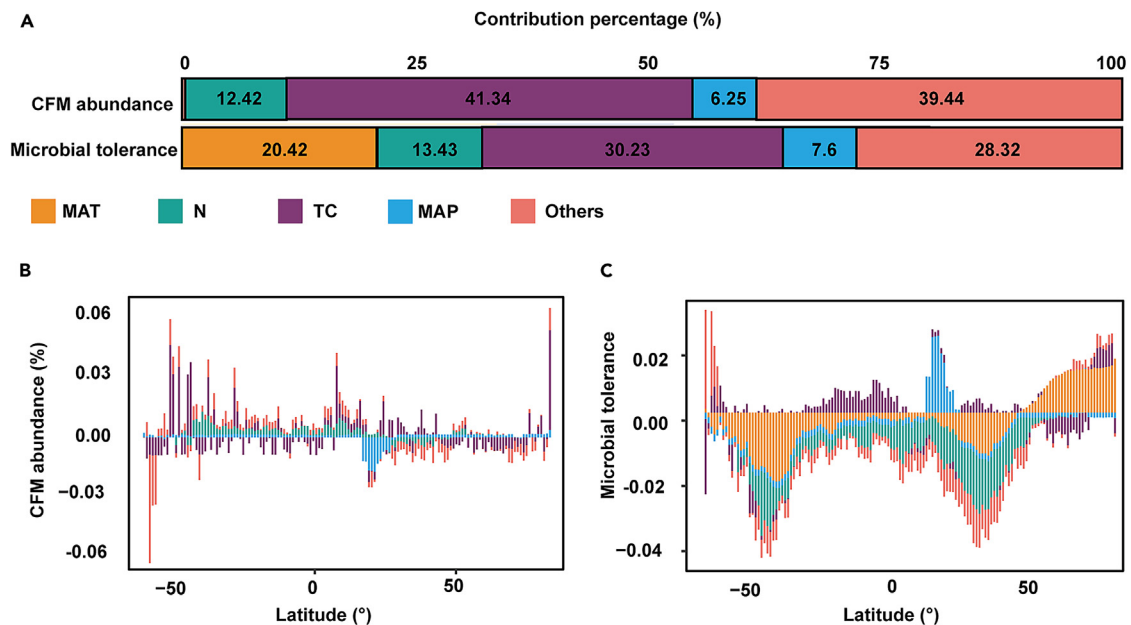 A
Contribution percentage (%)
0 25 50 75 100
CFM abundance 12.42 41.34 6.25 39.44
Microbial tolerance 20.42 13.43 30.23 7.6 28.32
MAT N TC MAP Others
B
CFM abundance (%)
0.06
0.03
0.00
−0.03
-0.06
−50 0 50
Latitude (°)
C
Microbial tolerance
0.02
0.00
−0.02
−0.04
−50 0 50
Latitude (°)